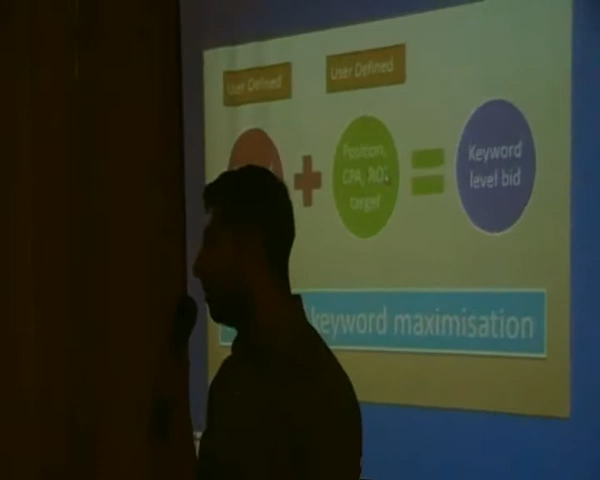 User Defined
User Defined
Position,
CPA, ROI
target
Keyword
level bid
keyword maximisation